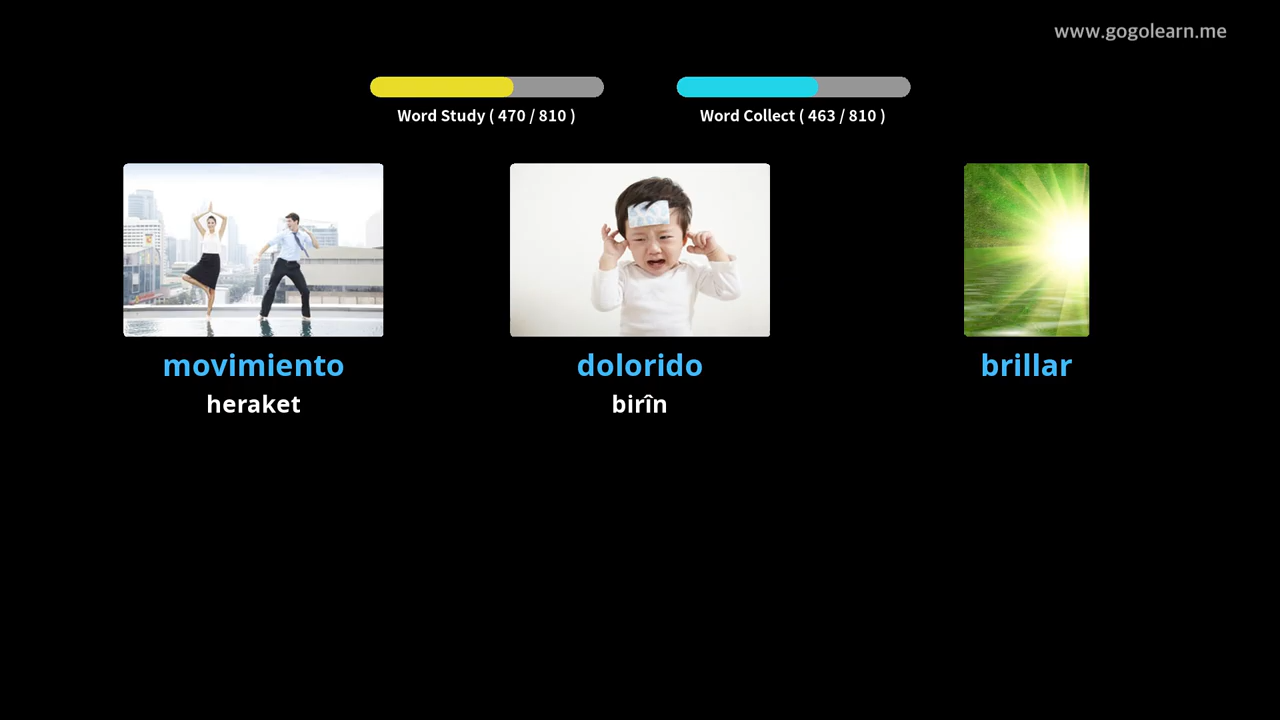 www.gogolearn.me
Word Study ( 470 / 810 )
Word Collect ( 463 / 810 )
movimiento
heraket
dolorido
birîn
brillar